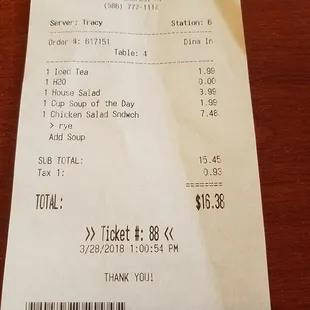 (586) 777-1112
Server: Tracy Station: 6
Order #: 617151 Dine In
Table: 4
1 Iced Tea 1.99
1 H2O 0.00
1 House Salad 3.99
1 Cup Soup of the Day 1.99
1 Chicken Salad Sndwch 7.48
> rye
Add Soup
SUB TOTAL: 15.45
Tax 1: 0.93
TOTAL: $16.38
>> Ticket #: 88 <<
3/28/2018 1:00:54 PM
THANK YOU!